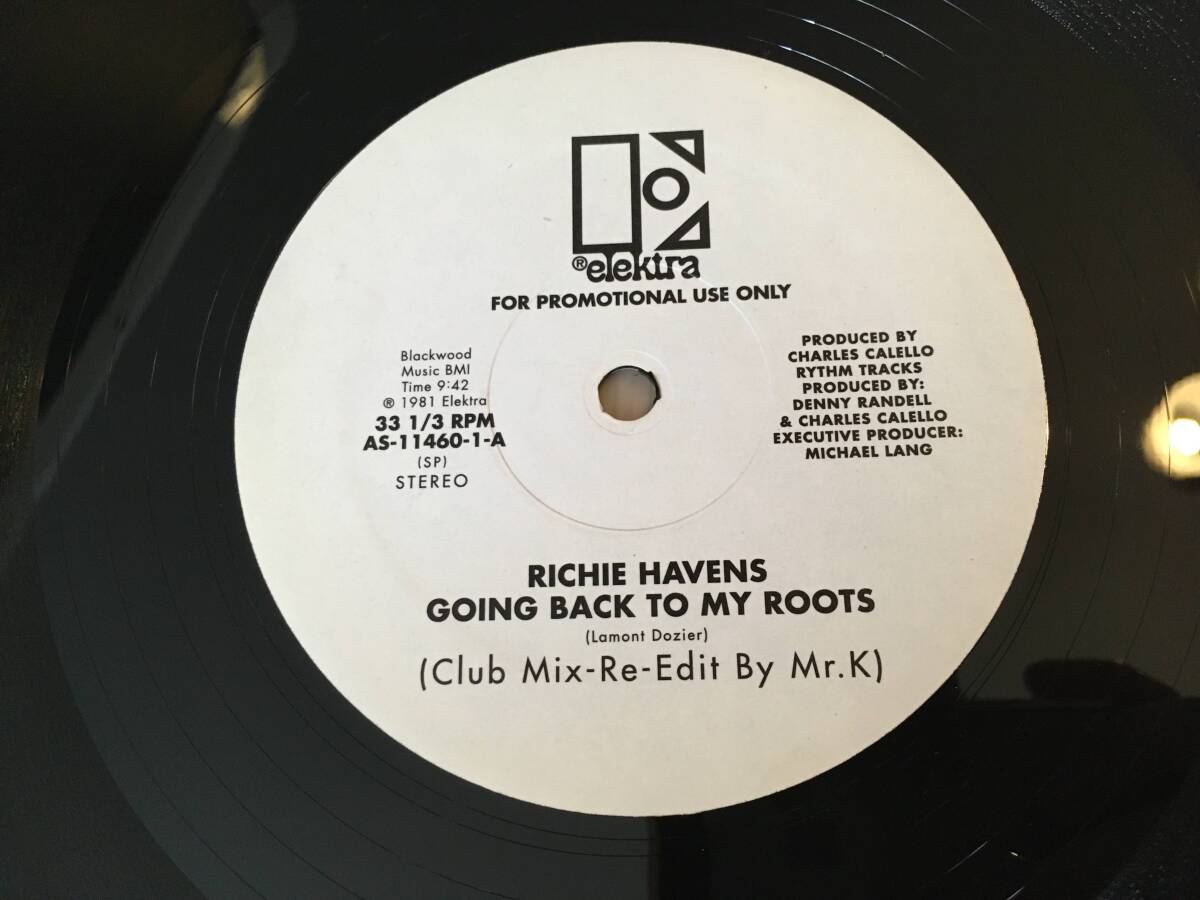 ®elektra
FOR PROMOTIONAL USE ONLY
Blackwood
Music BMI
Time 9:42
℗ 1981 Elektra
33 1/3 RPM
AS-11460-1-A
(SP)
STEREO
PRODUCED BY
CHARLES CALELLO
RYTHM TRACKS
PRODUCED BY:
DENNY RANDELL
& CHARLES CALELLO
EXECUTIVE PRODUCER:
MICHAEL LANG
RICHIE HAVENS
GOING BACK TO MY ROOTS
(Lamont Dozier)
(Club Mix-Re-Edit By Mr.K)